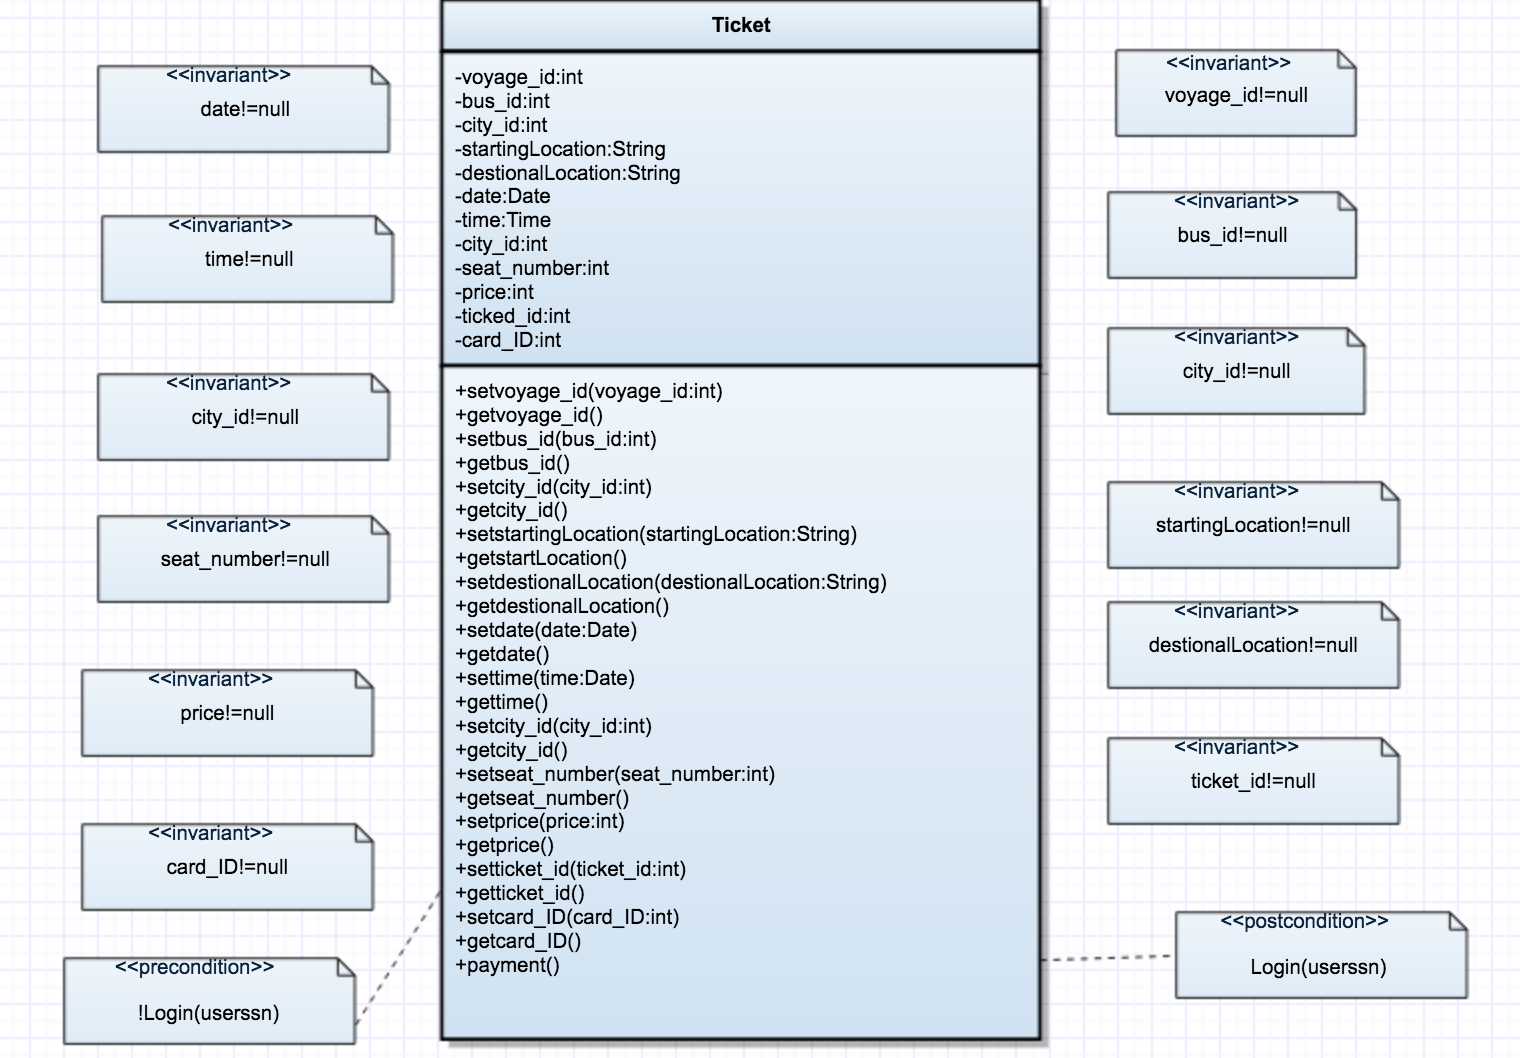 Ticket
-voyage_id:int
-bus_id:int
-city_id:int
-startingLocation:String
-destionalLocation:String
-date:Date
-time:Time
-city_id:int
-seat_number:int
-price:int
-ticked_id:int
-card_ID:int
+setvoyage_id(voyage_id:int)
+getvoyage_id()
+setbus_id(bus_id:int)
+getbus_id()
+setcity_id(city_id:int)
+getcity_id()
+setstartingLocation(startingLocation:String)
+getstartLocation()
+setdestionalLocation(destionalLocation:String)
+getdestionalLocation()
+setdate(date:Date)
+getdate()
+settime(time:Date)
+gettime()
+setcity_id(city_id:int)
+getcity_id()
+setseat_number(seat_number:int)
+getseat_number()
+setprice(price:int)
+getprice()
+setticket_id(ticket_id:int)
+getticket_id()
+setcard_ID(card_ID:int)
+getcard_ID()
+payment()
<<invariant>>
date!=null
<<invariant>>
time!=null
<<invariant>>
city_id!=null
<<invariant>>
seat_number!=null
<<invariant>>
price!=null
<<invariant>>
card_ID!=null
<<precondition>>
!Login(userssn)
<<invariant>>
voyage_id!=null
<<invariant>>
bus_id!=null
<<invariant>>
city_id!=null
<<invariant>>
startingLocation!=null
<<invariant>>
destionalLocation!=null
<<invariant>>
ticket_id!=null
<<postcondition>>
Login(userssn)